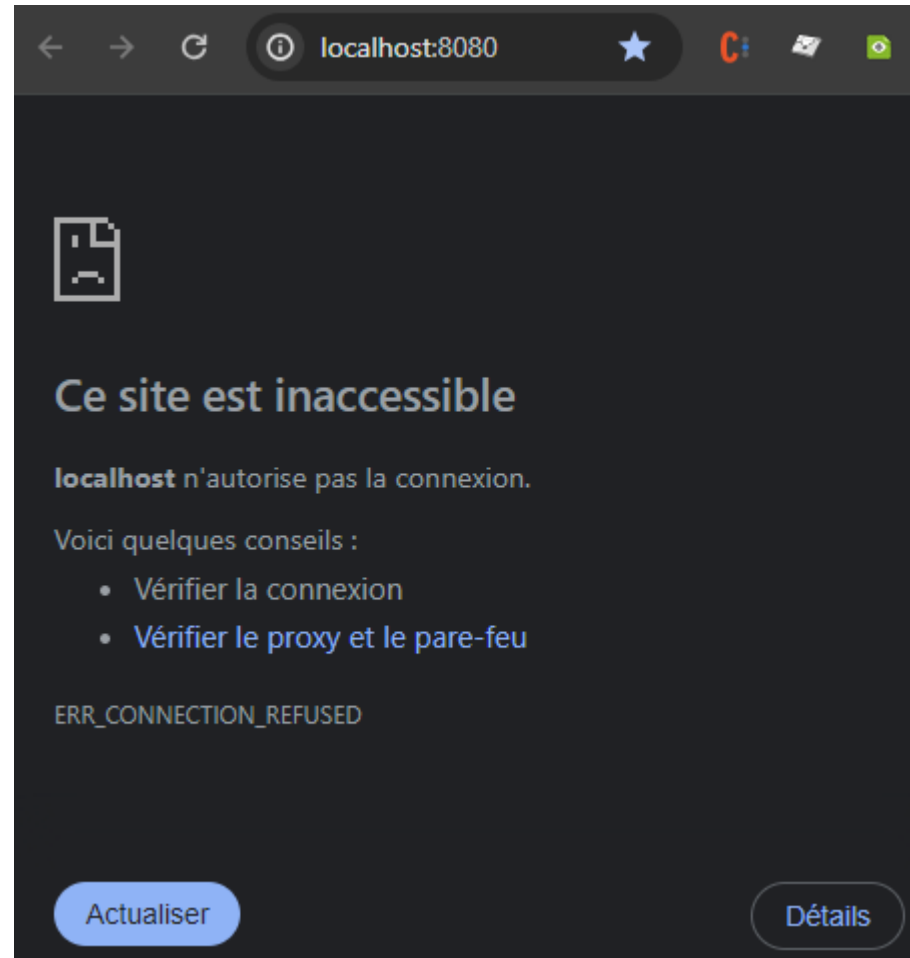 localhost:8080
Ce site est inaccessible
localhost n'autorise pas la connexion.
Voici quelques conseils :
• Vérifier la connexion
• Vérifier le proxy et le pare-feu
ERR_CONNECTION_REFUSED
Actualiser
Détails